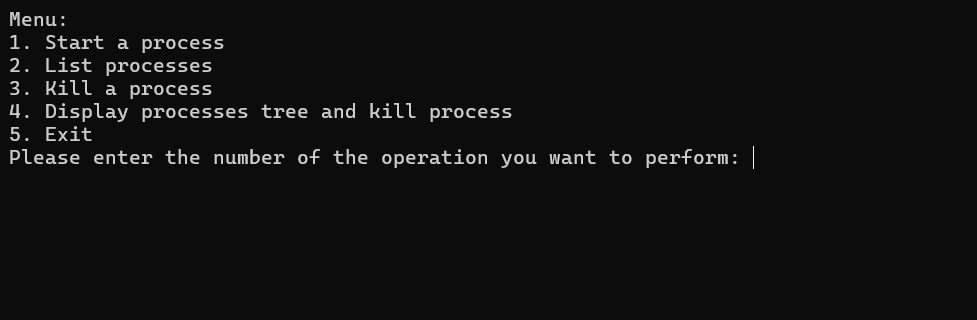 Menu:
1. Start a process
2. List processes
3. Kill a process
4. Display processes tree and kill process
5. Exit
Please enter the number of the operation you want to perform: